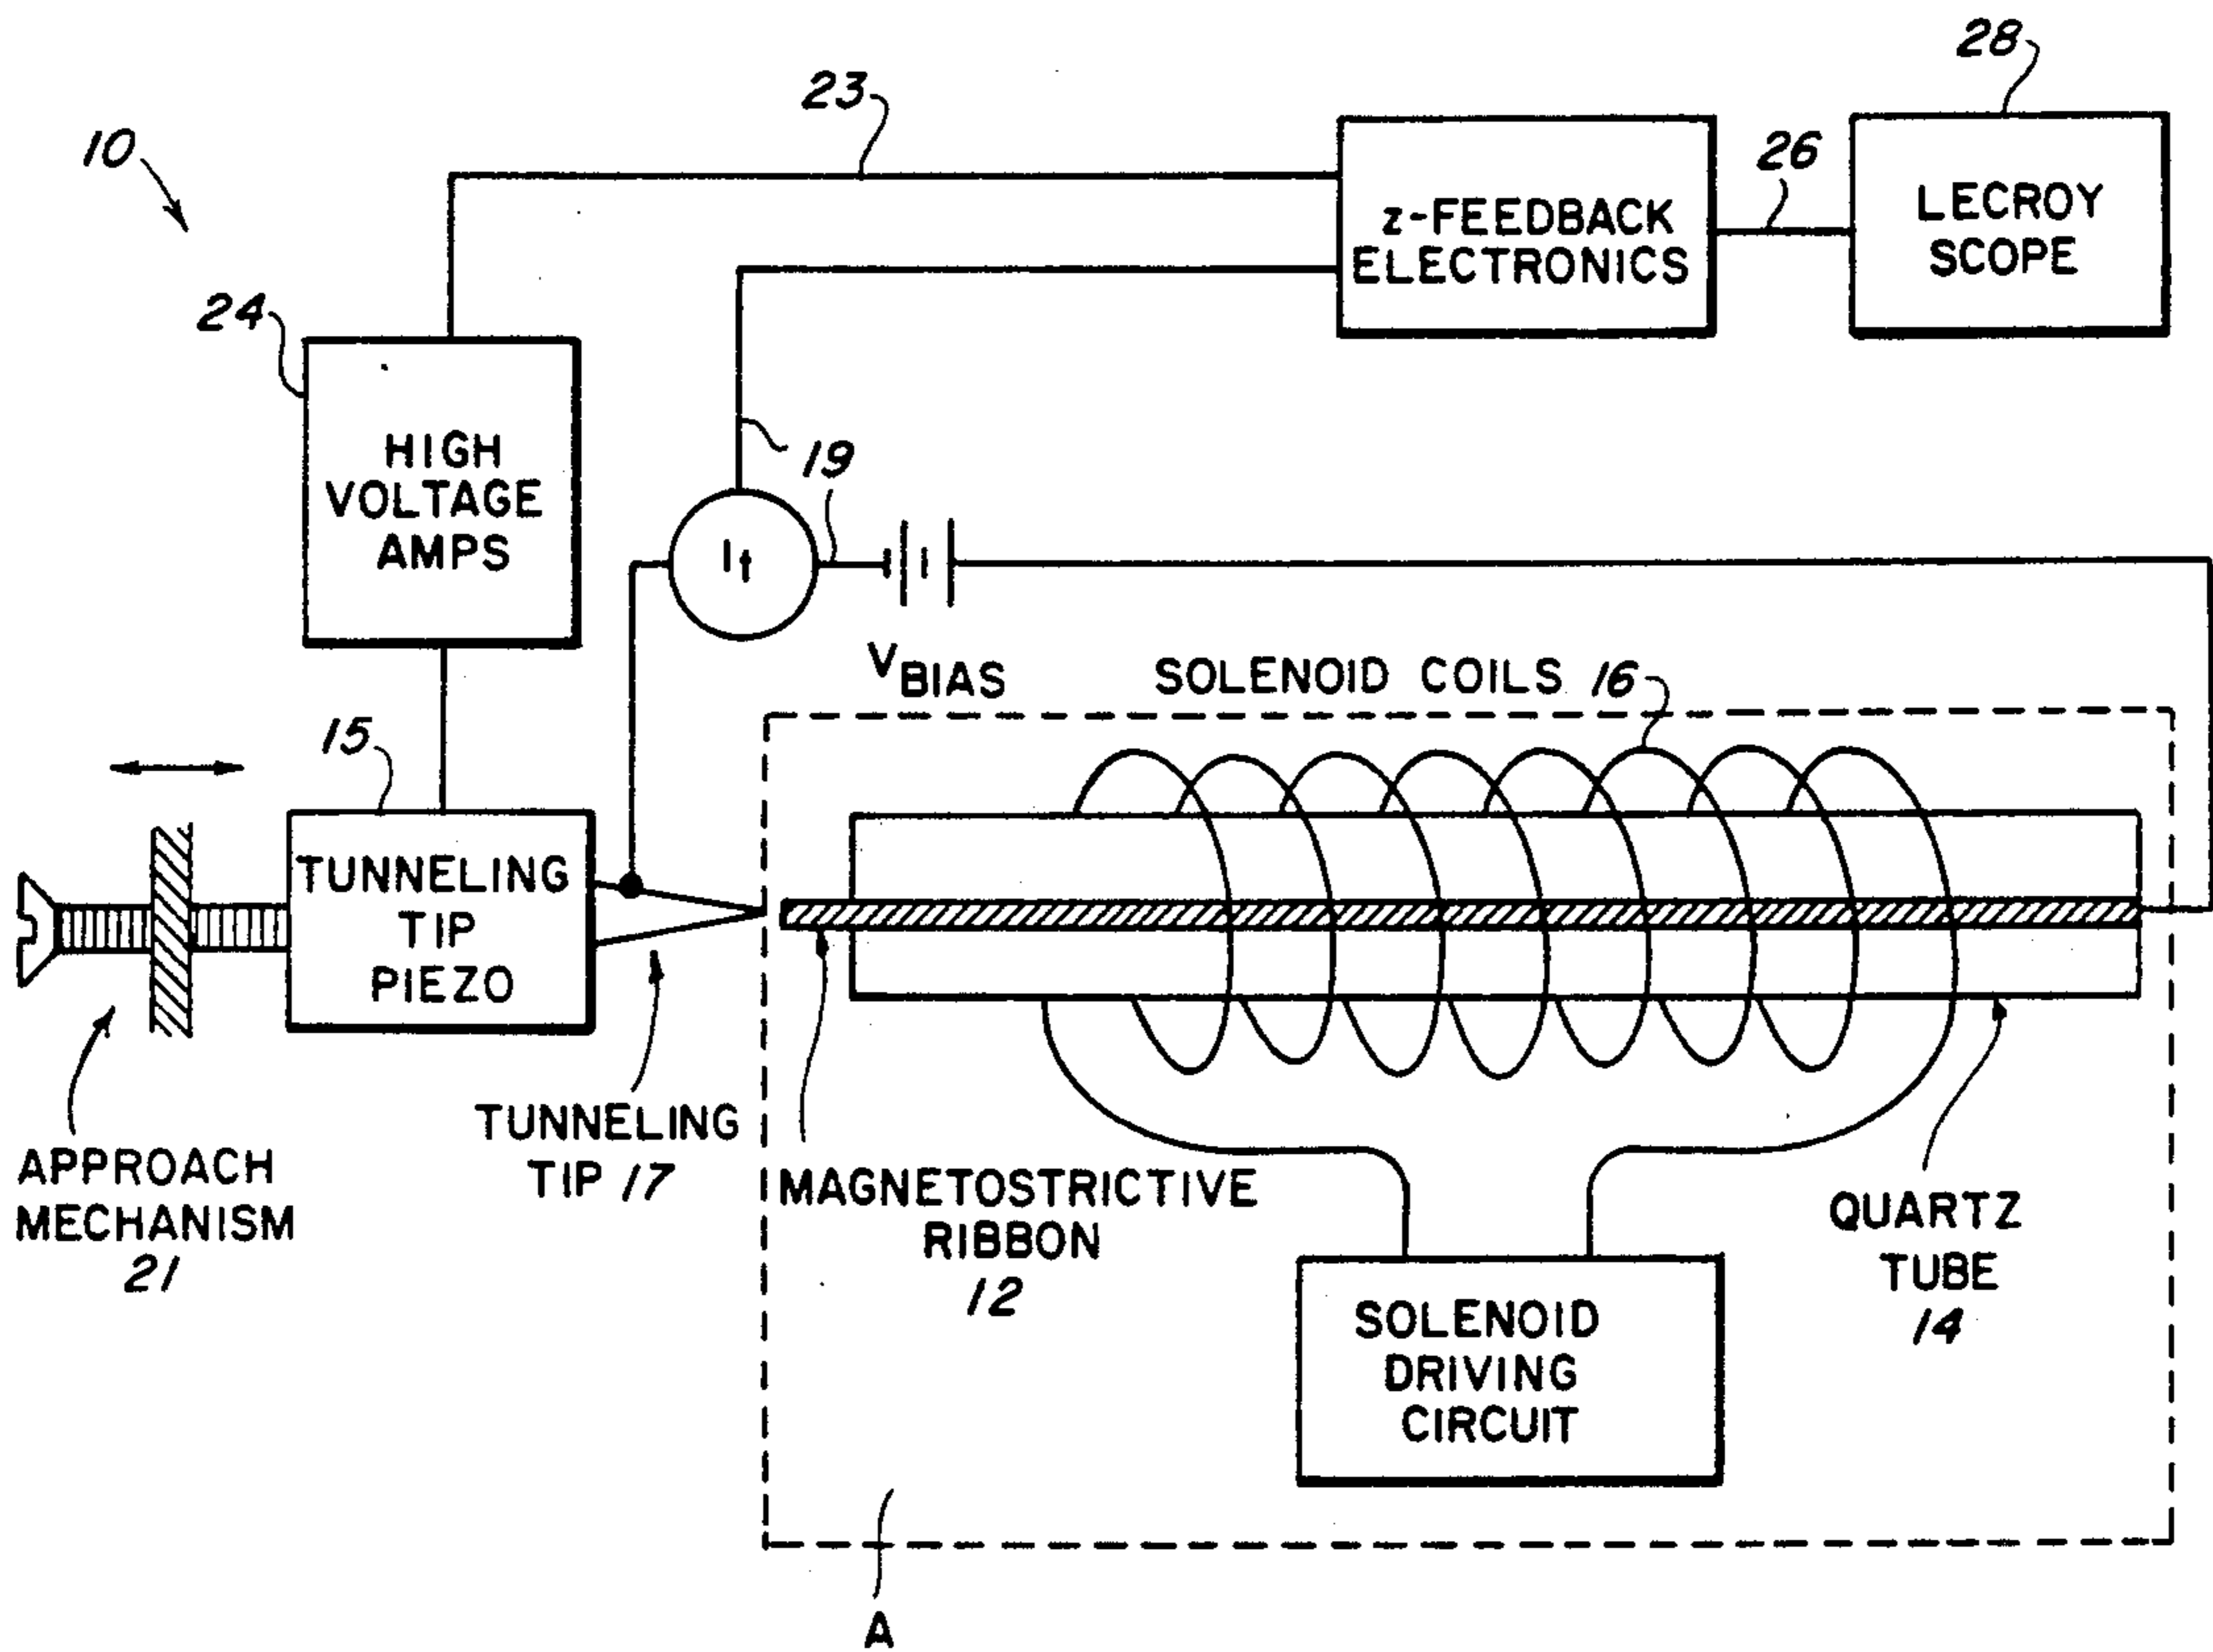 28
23
10
26
LECROY
SCOPE
z-FEEDBACK
ELECTRONICS
24
19
HIGH
VOLTAGE
AMPS
It
VBIAS
SOLENOID COILS 16
15
TUNNELING
TIP
PIEZO
TUNNELING
TIP 17
APPROACH
MECHANISM
21
MAGNETOSTRICTIVE
RIBBON
12
QUARTZ
TUBE
14
SOLENOID
DRIVING
CIRCUIT
A